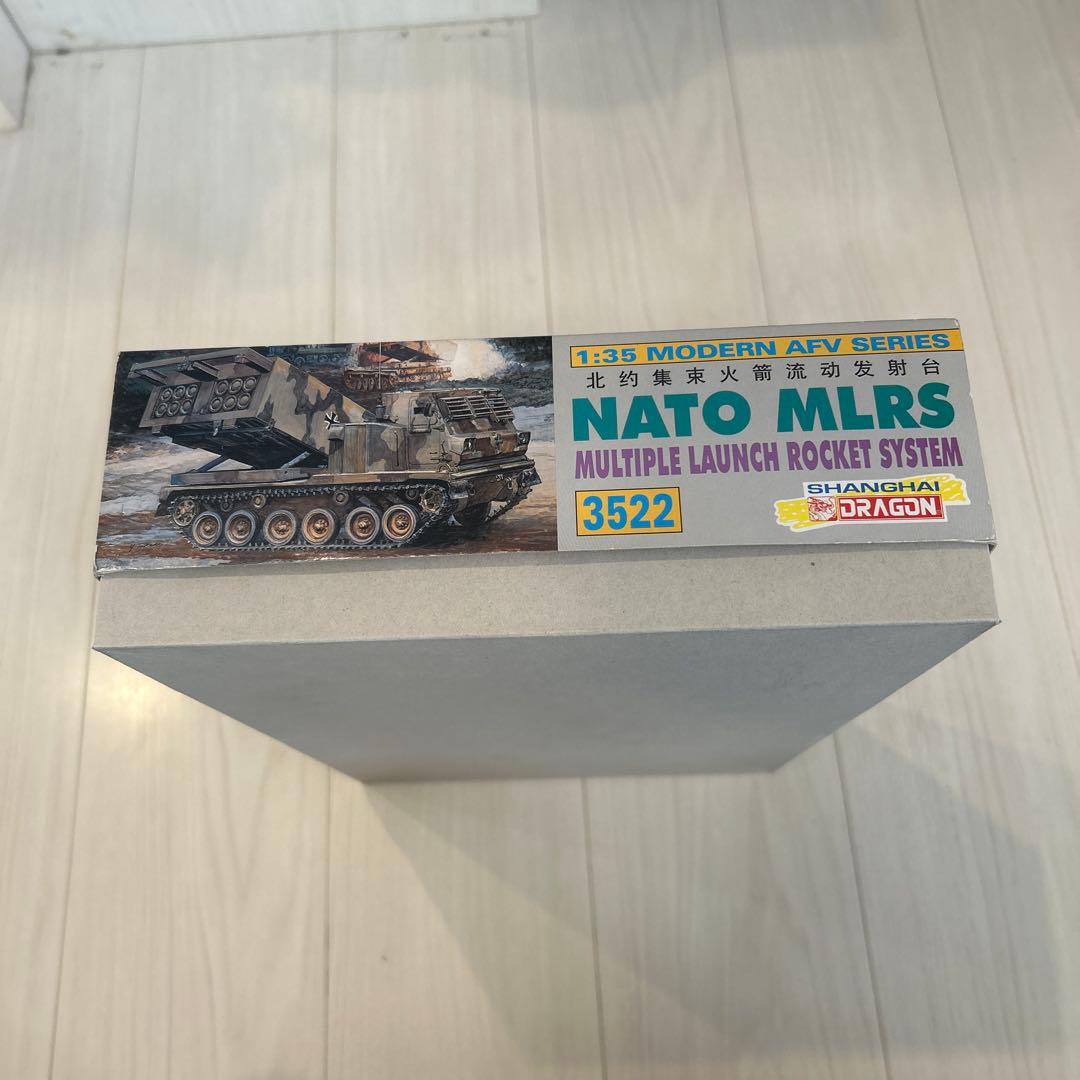 1:35 MODERN AFV SERIES
北约集束火箭流动发射台
NATO MLRS
MULTIPLE LAUNCH ROCKET SYSTEM
3522
SHANGHAI
DRAGON